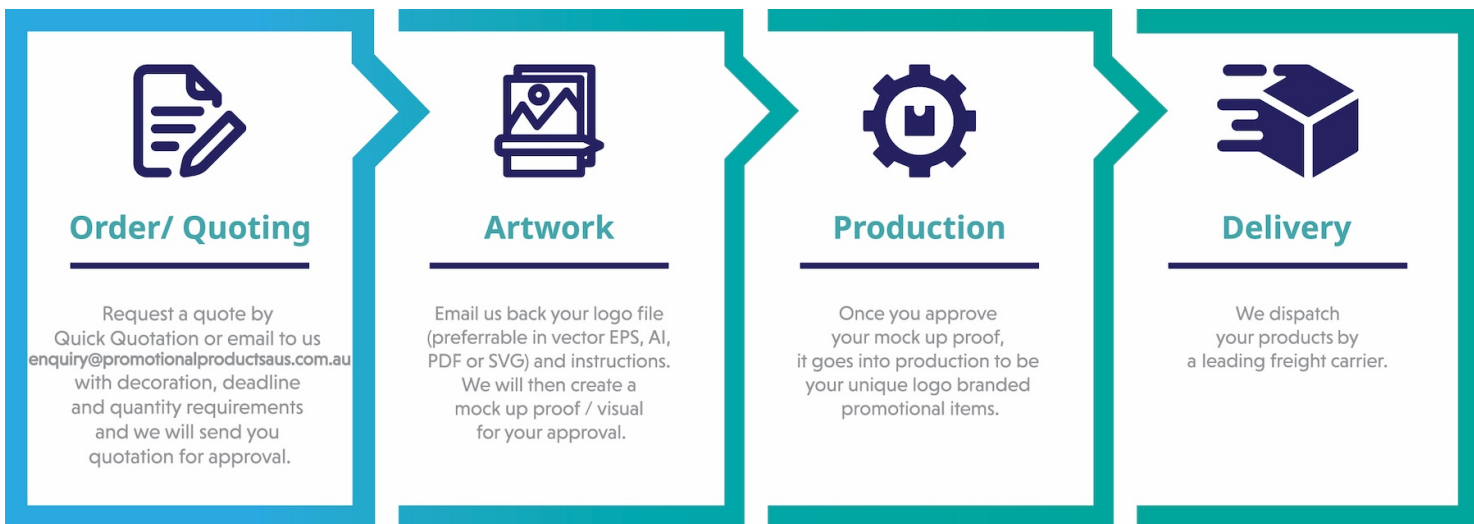 Order/ Quoting
Request a quote by
Quick Quotation or email to us
enquiry@promotionalproductsaus.com.au
with decoration, deadline
and quantity requirements
and we will send you
quotation for approval.
Artwork
Email us back your logo file
(preferrable in vector EPS, AI,
PDF or SVG) and instructions.
We will then create a
mock up proof / visual
for your approval.
Production
Once you approve
your mock up proof,
it goes into production to be
your unique logo branded
promotional items.
Delivery
We dispatch
your products by
a leading freight carrier.